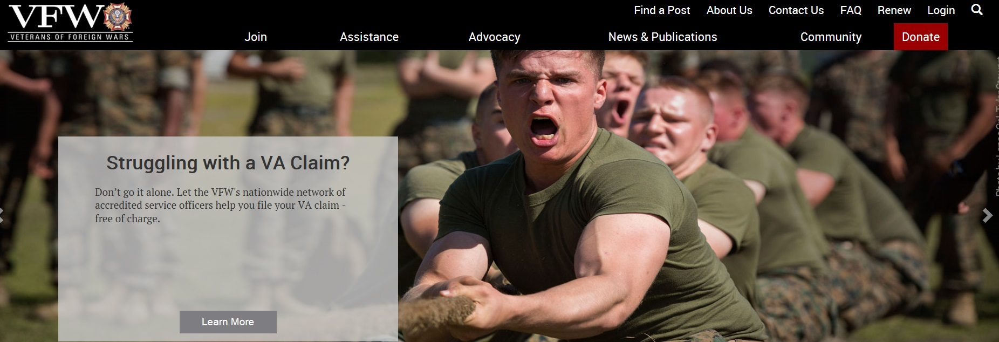 VFW
VETERANS OF FOREIGN WARS
Find a Post About Us Contact Us FAQ Renew Login
Join Assistance Advocacy News & Publications Community Donate
Struggling with a VA Claim?
Don’t go it alone. Let the VFW's nationwide network of
accredited service officers help you file your VA claim -
free of charge.
Learn More